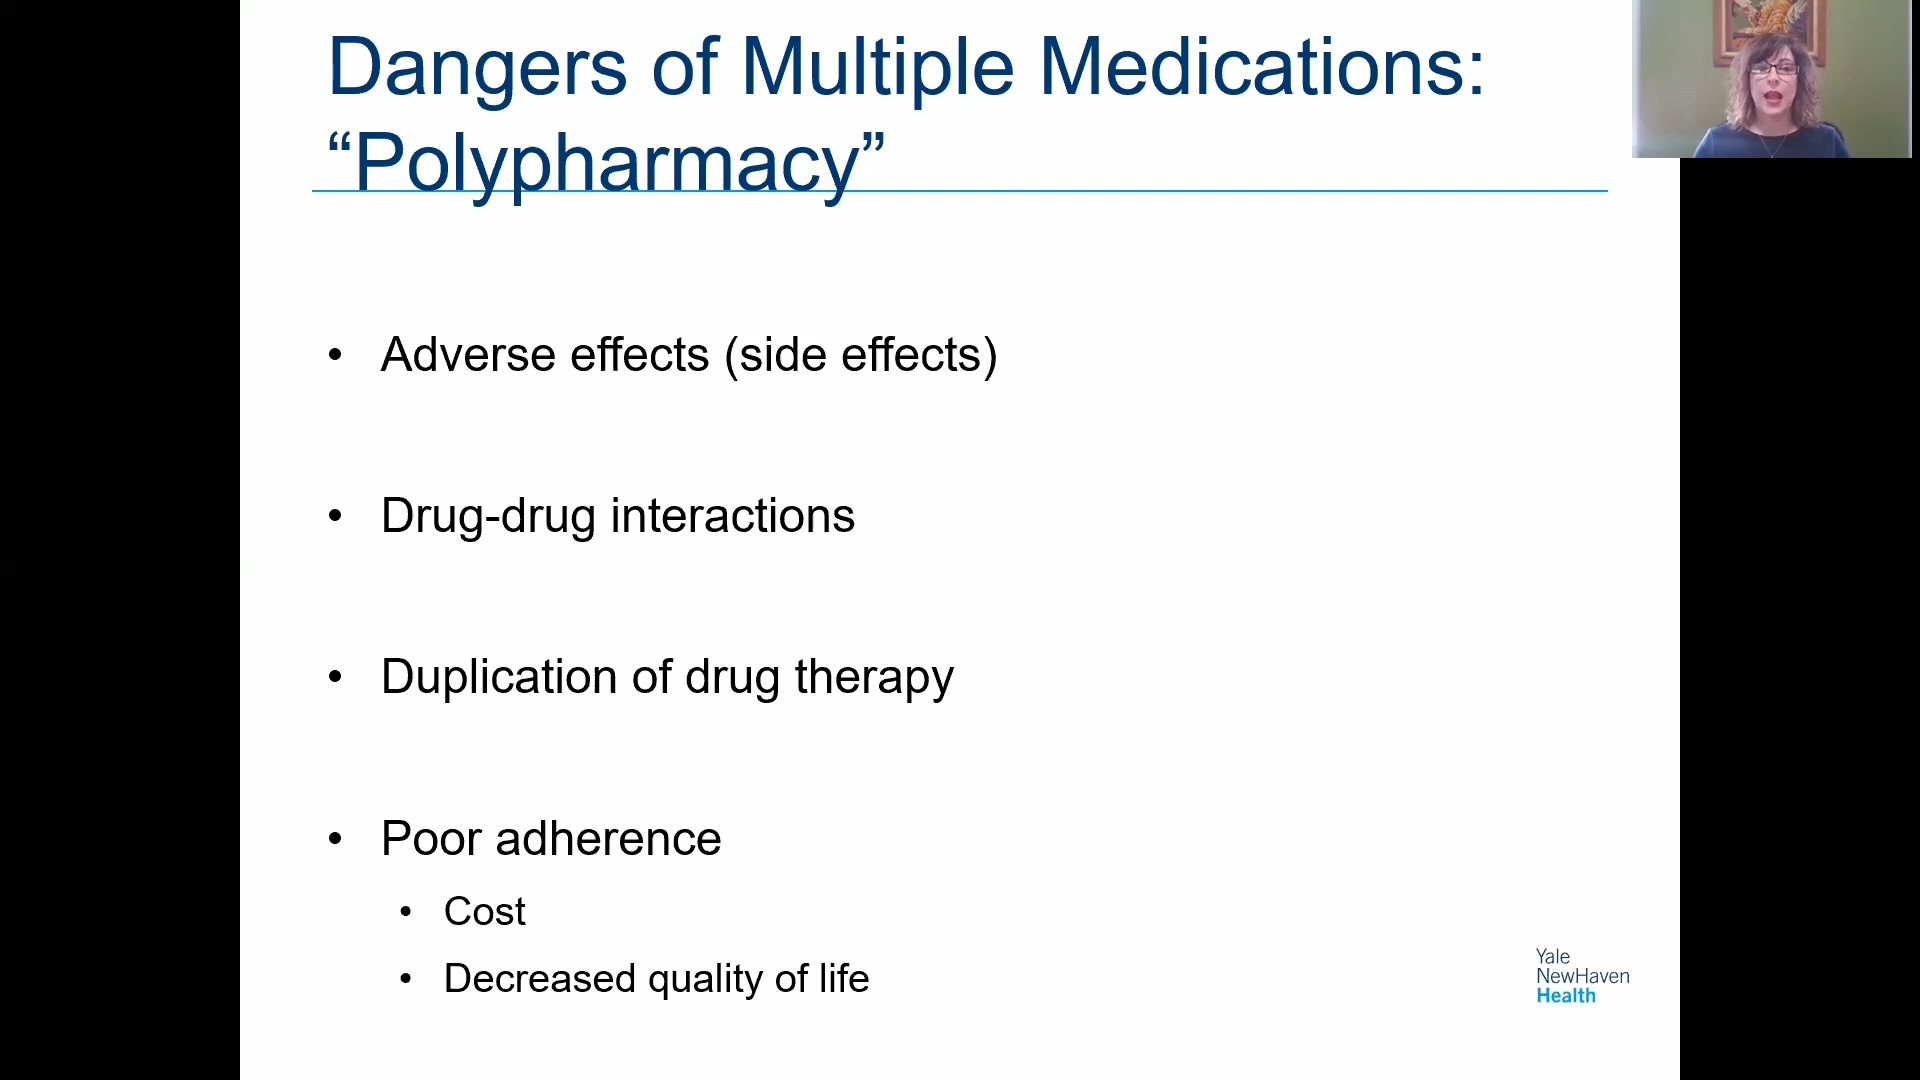 Dangers of Multiple Medications:
“Polypharmacy”
• Adverse effects (side effects)
• Drug-drug interactions
• Duplication of drug therapy
• Poor adherence
• Cost
• Decreased quality of life
Yale
NewHaven
Health